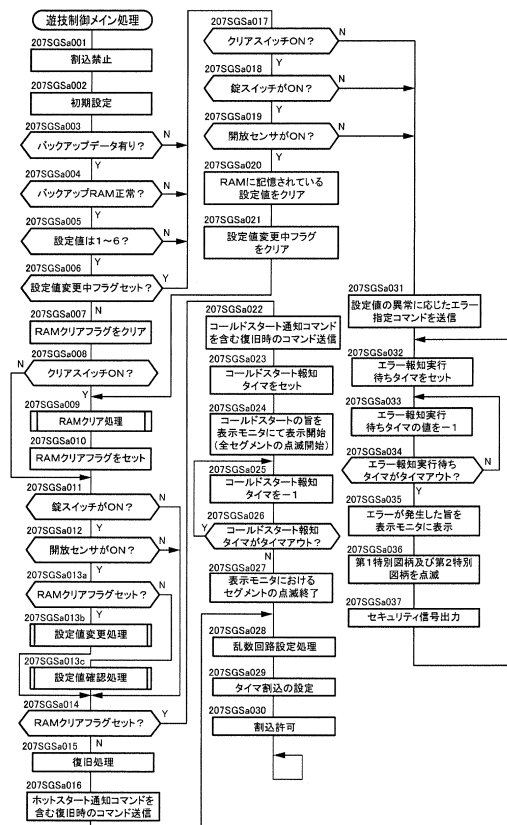 遊技制御メイン処理
207SGSa001
割込禁止
207SGSa002
初期設定
207SGSa003
バックアップデータ有り？
N
Y
207SGSa004
バックアップRAM正常？
N
Y
207SGSa005
設定値は1～6？
N
Y
207SGSa006
設定値変更中フラグセット？
Y
N
207SGSa007
RAMクリアフラグをクリア
207SGSa008
N
クリアスイッチON？
Y
207SGSa009
RAMクリア処理
207SGSa010
RAMクリアフラグをセット
207SGSa011
錠スイッチがON？
N
Y
207SGSa012
開放センサがON？
N
Y
207SGSa013a
RAMクリアフラグセット？
N
Y
207SGSa013b
設定値変更処理
207SGSa013c
設定値確認処理
207SGSa014
RAMクリアフラグセット？
Y
N
207SGSa015
復旧処理
207SGSa016
ホットスタート通知コマンドを
含む復旧時のコマンド送信
207SGSa017
クリアスイッチON？
N
Y
207SGSa018
錠スイッチがON？
N
Y
207SGSa019
開放センサがON？
N
Y
207SGSa020
RAMに記憶されている
設定値をクリア
207SGSa021
設定値変更中フラグ
をクリア
207SGSa022
コールドスタート通知コマンド
を含む復旧時のコマンド送信
207SGSa023
コールドスタート報知
タイマをセット
207SGSa024
コールドスタートの旨を
表示モニタにて表示開始
（全セグメントの点滅開始）
207SGSa025
コールドスタート報知
タイマを－1
207SGSa026
Y
コールドスタート報知
タイマがタイムアウト？
N
207SGSa027
表示モニタにおける
セグメントの点滅終了
207SGSa028
乱数回路設定処理
207SGSa029
タイマ割込の設定
207SGSa030
割込許可
207SGSa031
設定値の異常に応じたエラー
指定コマンドを送信
207SGSa032
エラー報知実行
待ちタイマをセット
207SGSa033
エラー報知実行
待ちタイマの値を－1
207SGSa034
エラー報知実行待ち
タイマがタイムアウト？
N
Y
207SGSa035
エラーが発生した旨を
表示モニタに表示
207SGSa036
第1特別図柄及び第2特別
図柄を点滅
207SGSa037
セキュリティ信号出力